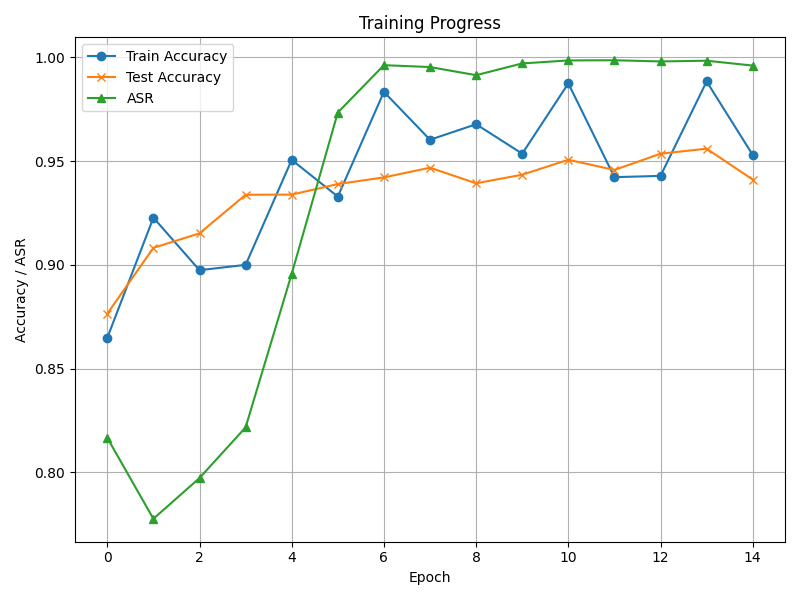 Training Progress
Train Accuracy
Test Accuracy
ASR
Accuracy / ASR
1.00
0.95
0.90
0.85
0.80
0 2 4 6 8 10 12 14
Epoch